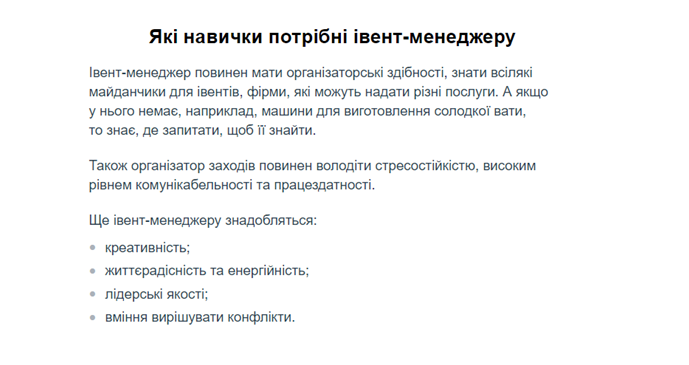 Які навички потрібні івент-менеджеру
Івент-менеджер повинен мати організаторські здібності, знати всілякі
майданчики для івентів, фірми, які можуть надати різні послуги. А якщо
у нього немає, наприклад, машини для виготовлення солодкої вати,
то знає, де запитати, щоб її знайти.
Також організатор заходів повинен володіти стресостійкістю, високим
рівнем комунікабельності та працездатності.
Ще івент-менеджеру знадобляться:
креативність;
життєрадісність та енергійність;
лідерські якості;
вміння вирішувати конфлікти.